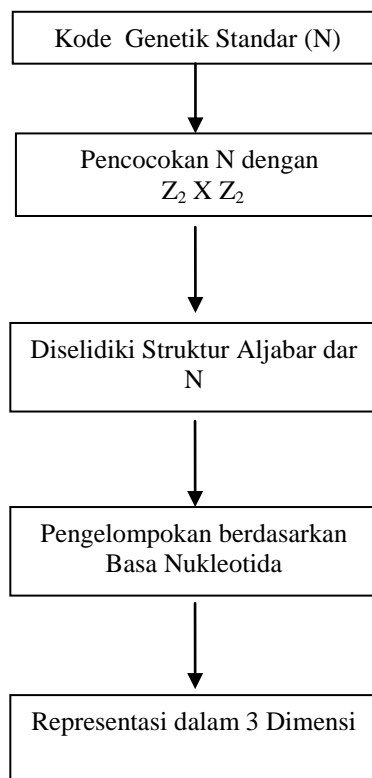 Kode Genetik Standar (N)
Pencocokan N dengan
Z₂ X Z₂
Diselidiki Struktur Aljabar dar
N
Pengelompokan berdasarkan
Basa Nukleotida
Representasi dalam 3 Dimensi